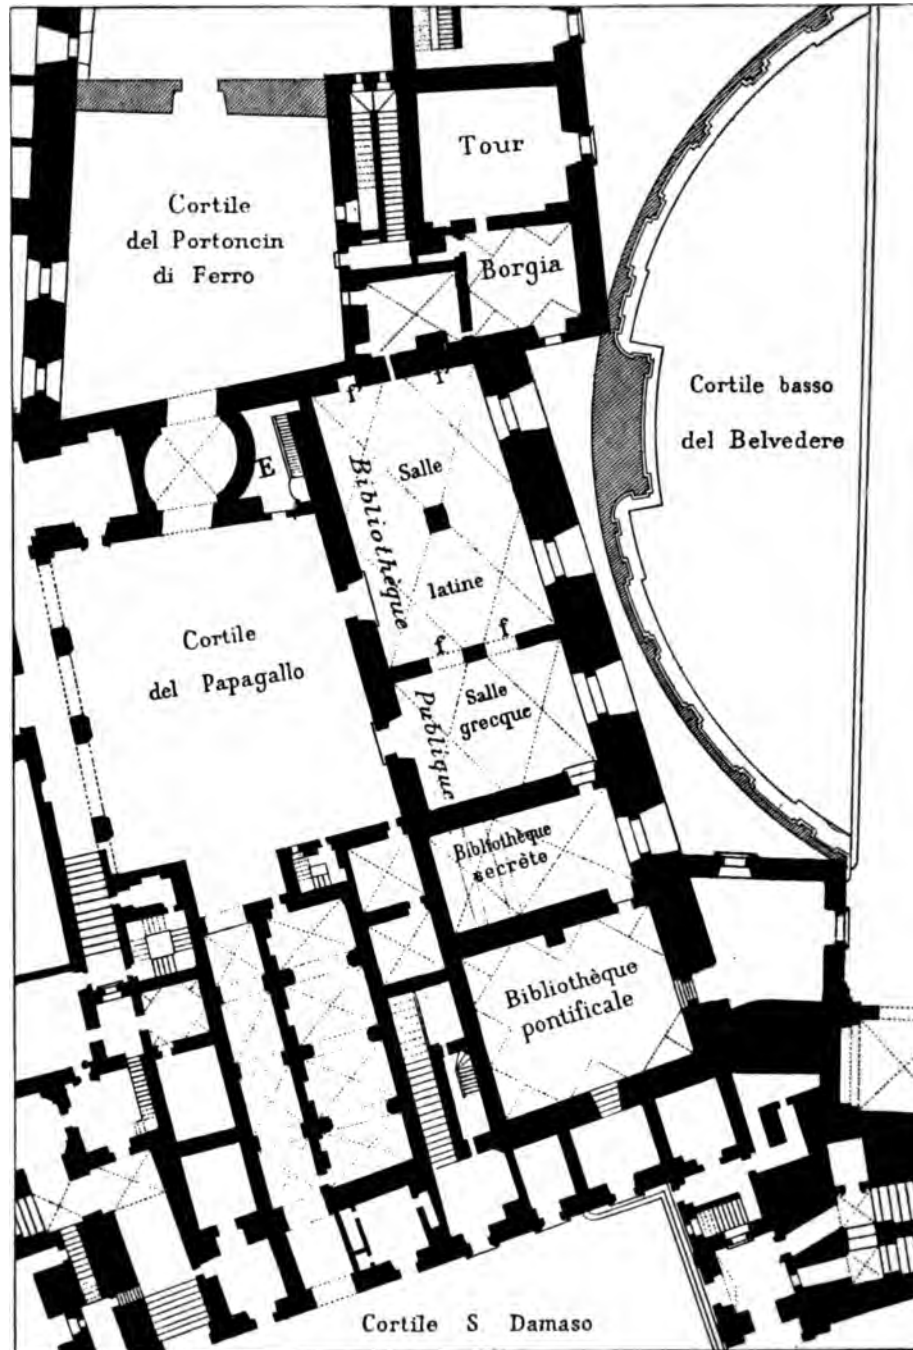 Tour
Cortile
del Portoncin
di Ferro
Borgia
Cortile basso
del Belvedere
f'
f'
E
Bibliothèque
Salle
latine
f
f
Cortile
del Papagallo
Publique
Salle
grecque
Bibliothèque
secrète
Bibliothèque
pontificale
Cortile S Damaso